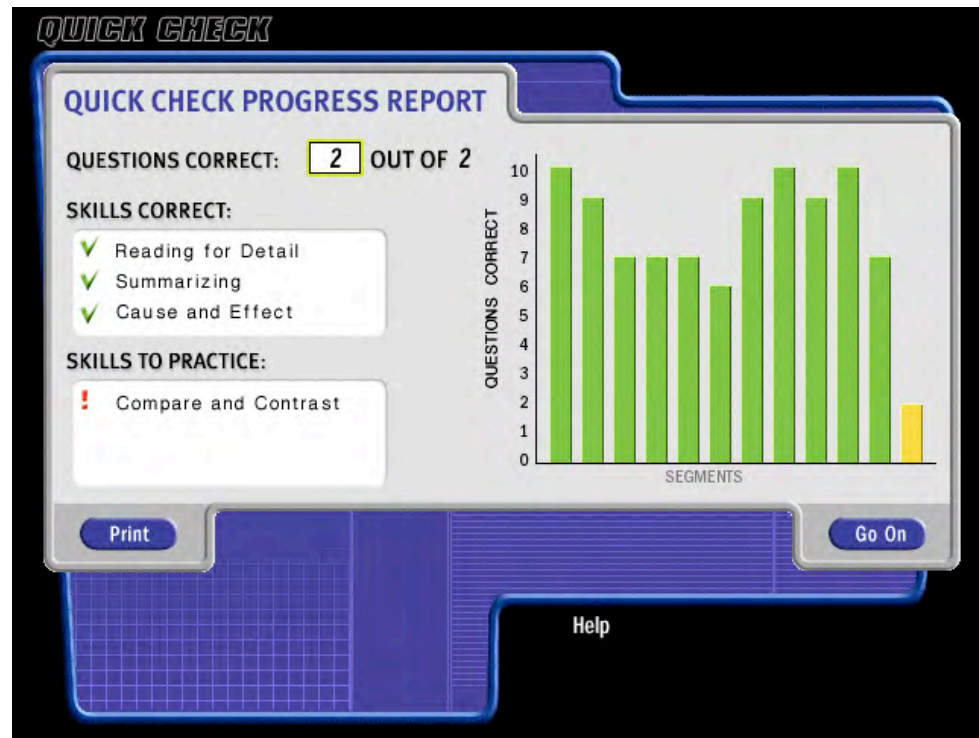 QUICK CHECK
QUICK CHECK PROGRESS REPORT
QUESTIONS CORRECT: 2 OUT OF 2
SKILLS CORRECT:
Reading for Detail
Summarizing
Cause and Effect
SKILLS TO PRACTICE:
! Compare and Contrast
QUESTIONS CORRECT
10
9
8
7
6
5
4
3
2
1
0
SEGMENTS
Print
Go On
Help